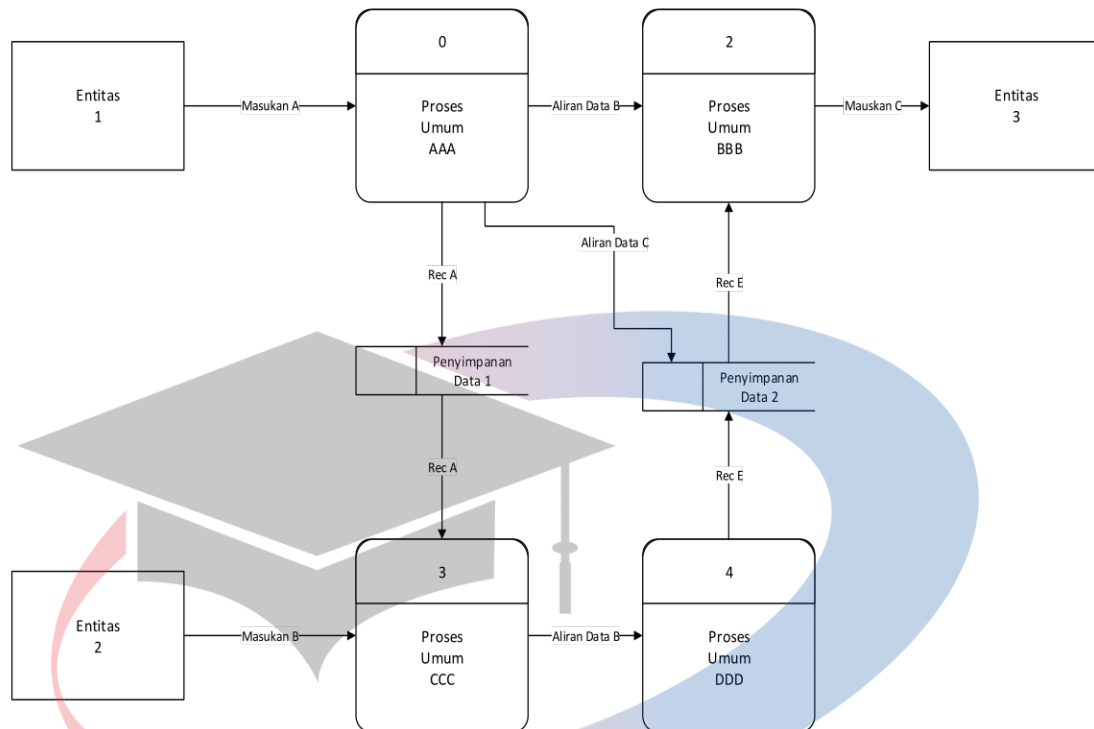 0
2
Entitas
1
Masukan A
Proses
Umum
AAA
Aliran Data B
Proses
Umum
BBB
Mauskan C
Entitas
3
Aliran Data C
Rec A
Rec E
Penyimpanan
Data 1
Penyimpanan
Data 2
Rec A
Rec E
3
4
Entitas
2
Masukan B
Proses
Umum
CCC
Aliran Data B
Proses
Umum
DDD